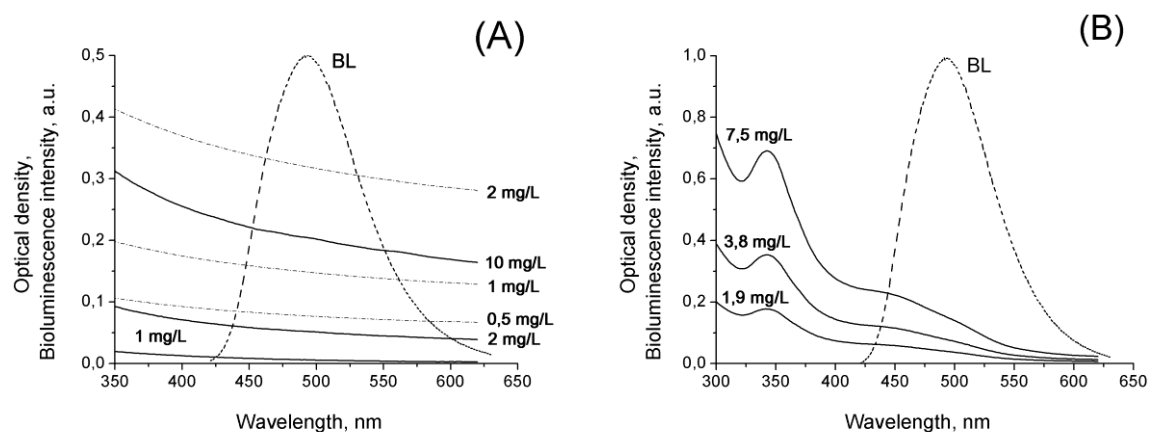 (A)
Optical density,
Bioluminescence intensity, a.u.
0,5
0,4
0,3
0,2
0,1
0,0
BL
2 mg/L
10 mg/L
1 mg/L
0,5 mg/L
2 mg/L
1 mg/L
350 400 450 500 550 600 650
Wavelength, nm
(B)
Optical density,
Bioluminescence intensity, a.u.
1,0
0,8
0,6
0,4
0,2
0,0
BL
7,5 mg/L
3,8 mg/L
1,9 mg/L
300 350 400 450 500 550 600 650
Wavelength, nm